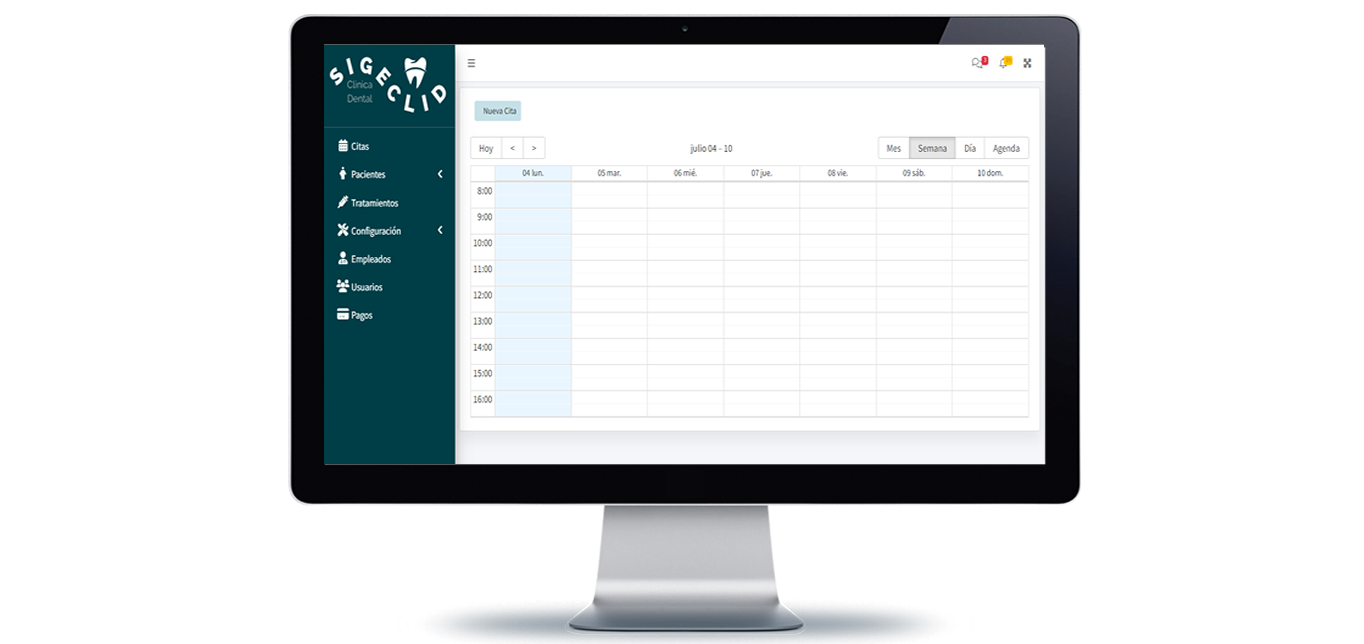 SIGECLID
Clínica
Dental
Citas
Pacientes
Tratamientos
Configuración
Empleados
Usuarios
Pagos
3
Nueva Cita
Hoy < >
julio 04 – 10
Mes Semana Día Agenda
04 lun. 05 mar. 06 mié. 07 jue. 08 vie. 09 sáb. 10 dom.
8:00
9:00
10:00
11:00
12:00
13:00
14:00
15:00
16:00